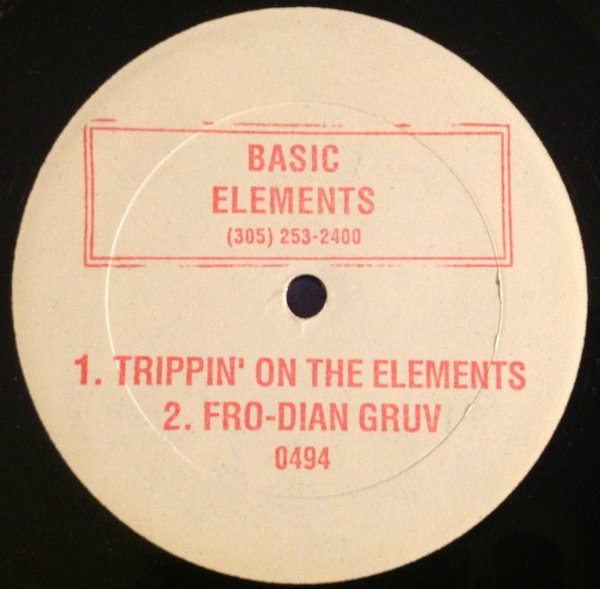 BASIC
ELEMENTS
(305) 253-2400
1. TRIPPIN' ON THE ELEMENTS
2. FRO-DIAN GRUV
0494